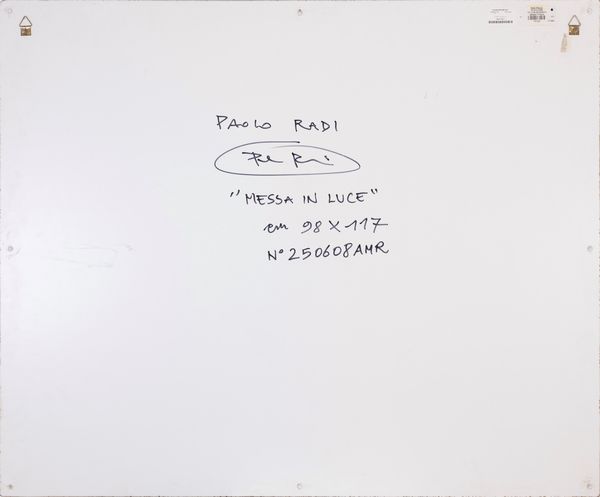 PAOLO RADI
"MESSA IN LUCE"
cm 98 X 117
N° 250608AMR